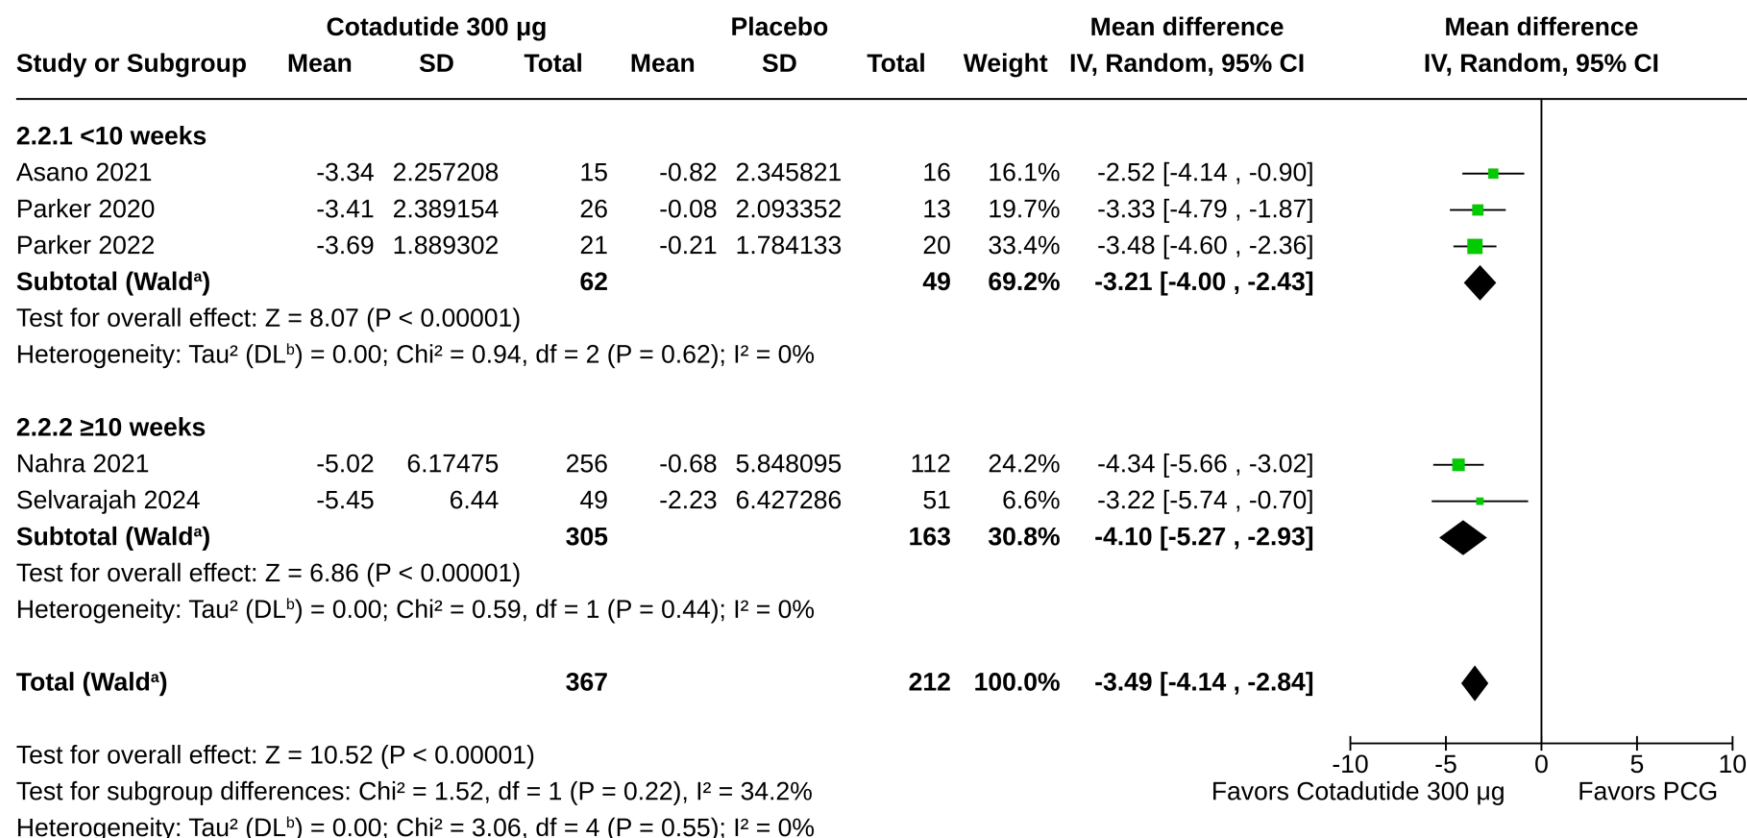 Cotadutide 300 µg Placebo Mean difference Mean difference
Study or Subgroup Mean SD Total Mean SD Total Weight IV, Random, 95% CI IV, Random, 95% CI
2.2.1 <10 weeks
Asano 2021 -3.34 2.257208 15 -0.82 2.345821 16 16.1% -2.52 [-4.14 , -0.90]
Parker 2020 -3.41 2.389154 26 -0.08 2.093352 13 19.7% -3.33 [-4.79 , -1.87]
Parker 2022 -3.69 1.889302 21 -0.21 1.784133 20 33.4% -3.48 [-4.60 , -2.36]
Subtotal (Waldᵃ) 62 49 69.2% -3.21 [-4.00 , -2.43]
Test for overall effect: Z = 8.07 (P < 0.00001)
Heterogeneity: Tau² (DLᵇ) = 0.00; Chi² = 0.94, df = 2 (P = 0.62); I² = 0%
2.2.2 ≥10 weeks
Nahra 2021 -5.02 6.17475 256 -0.68 5.848095 112 24.2% -4.34 [-5.66 , -3.02]
Selvarajah 2024 -5.45 6.44 49 -2.23 6.427286 51 6.6% -3.22 [-5.74 , -0.70]
Subtotal (Waldᵃ) 305 163 30.8% -4.10 [-5.27 , -2.93]
Test for overall effect: Z = 6.86 (P < 0.00001)
Heterogeneity: Tau² (DLᵇ) = 0.00; Chi² = 0.59, df = 1 (P = 0.44); I² = 0%
Total (Waldᵃ) 367 212 100.0% -3.49 [-4.14 , -2.84]
Test for overall effect: Z = 10.52 (P < 0.00001)
-10 -5 0 5 10
Test for subgroup differences: Chi² = 1.52, df = 1 (P = 0.22), I² = 34.2%
Favors Cotadutide 300 µg Favors PCG
Heterogeneity: Tau² (DLᵇ) = 0.00; Chi² = 3.06, df = 4 (P = 0.55); I² = 0%